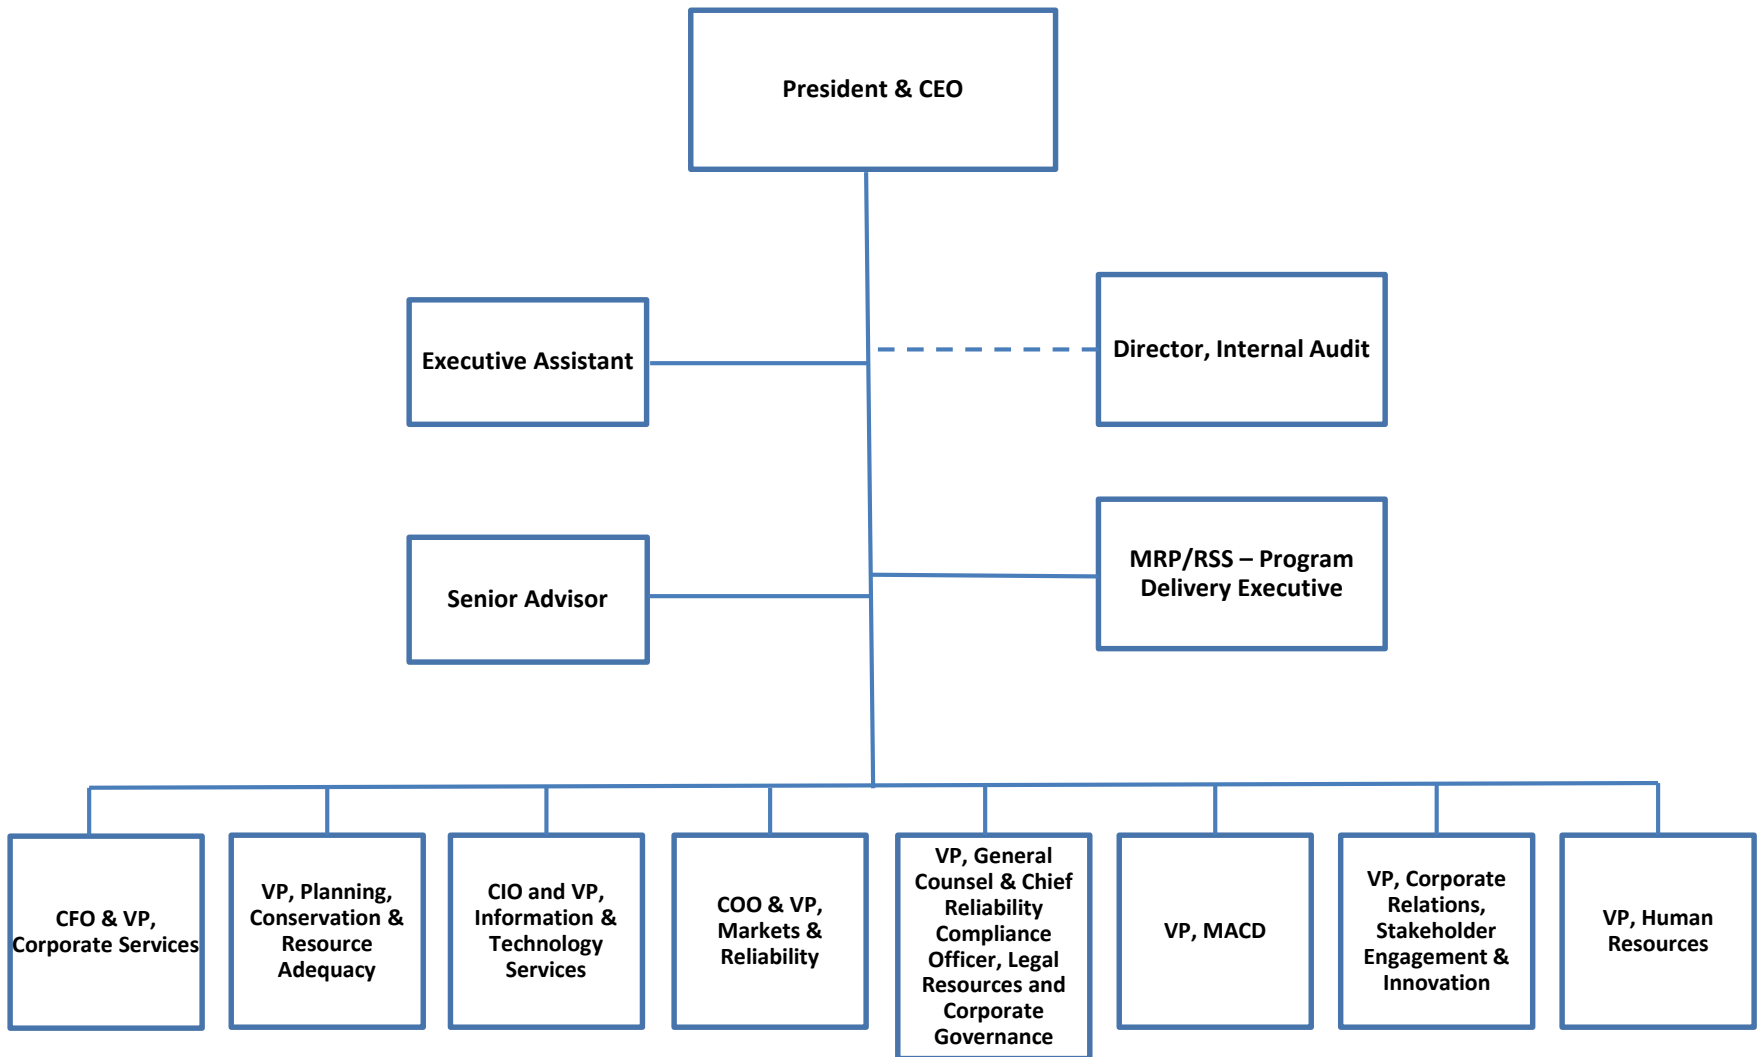 President & CEO
Executive Assistant
Director, Internal Audit
Senior Advisor
MRP/RSS – Program
Delivery Executive
CFO & VP,
Corporate Services
VP, Planning,
Conservation &
Resource
Adequacy
CIO and VP,
Information &
Technology
Services
COO & VP,
Markets &
Reliability
VP, General
Counsel & Chief
Reliability
Compliance
Officer, Legal
Resources and
Corporate
Governance
VP, MACD
VP, Corporate
Relations,
Stakeholder
Engagement &
Innovation
VP, Human
Resources